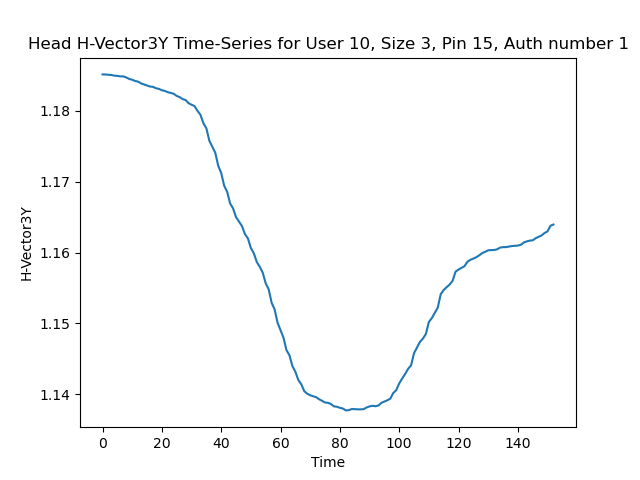 Head H-Vector3Y Time-Series for User 10, Size 3, Pin 15, Auth number 1
H-Vector3Y
1.18
1.17
1.16
1.15
1.14
0 20 40 60 80 100 120 140
Time